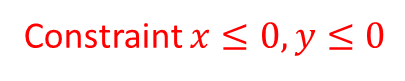 Constraint x ≤ 0, y ≤ 0